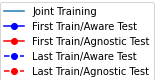 Joint Training
First Train/Aware Test
First Train/Agnostic Test
Last Train/Aware Test
Last Train/Agnostic Test